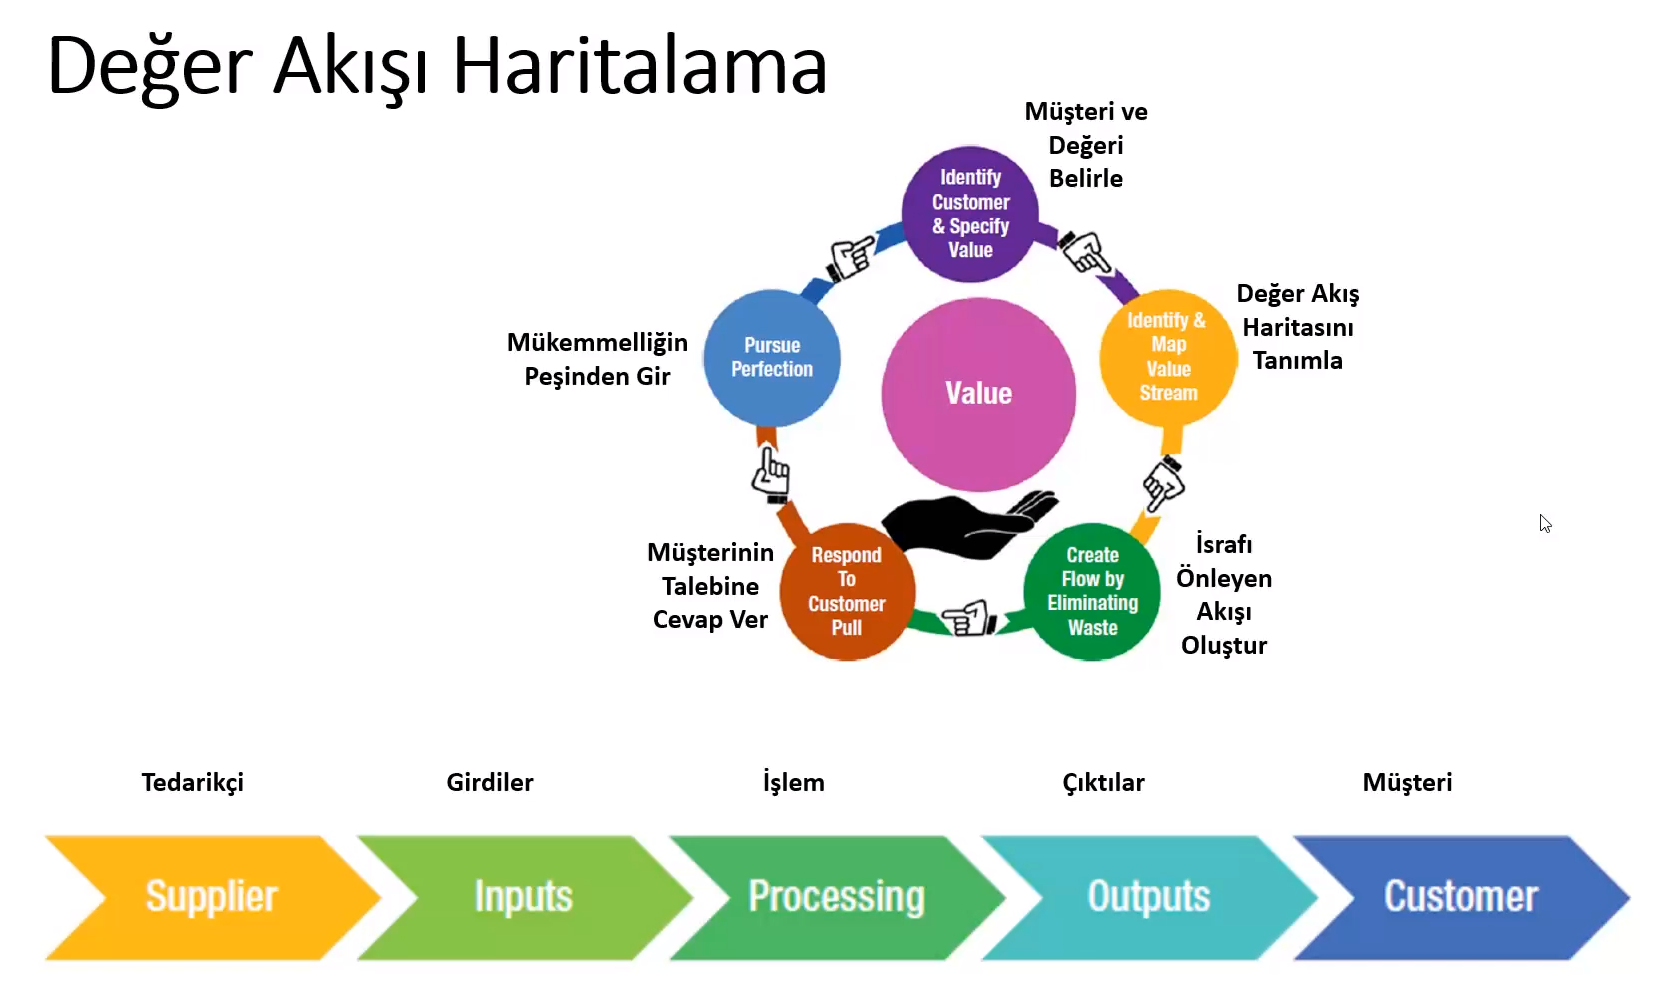 Değer Akışı Haritalama
Müşteri ve
Değeri
Belirle
Identify
Customer
& Specify
Value
Değer Akış
Haritasını
Tanımla
Identify &
Map
Value
Stream
Mükemmelliğin
Peşinden Gir
Pursue
Perfection
Value
Müşterinin
Talebine
Cevap Ver
Respond
To
Customer
Pull
Create
Flow by
Eliminating
Waste
İsrafı
Önleyen
Akışı
Oluştur
Tedarikçi
Girdiler
İşlem
Çıktılar
Müşteri
Supplier
Inputs
Processing
Outputs
Customer